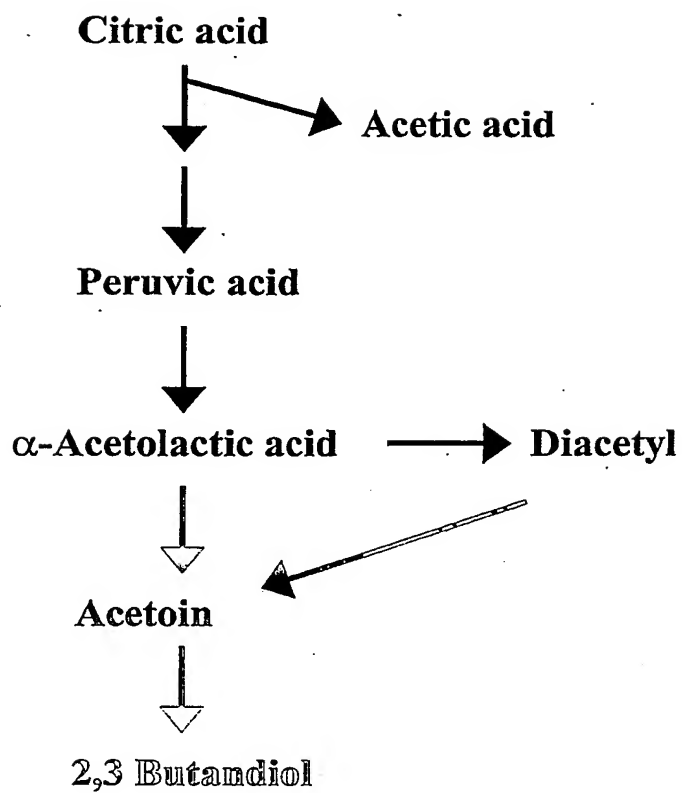 Citric acid
Acetic acid
Peruvic acid
α-Acetolactic acid
Diacetyl
Acetoin
2,3 Butandiol